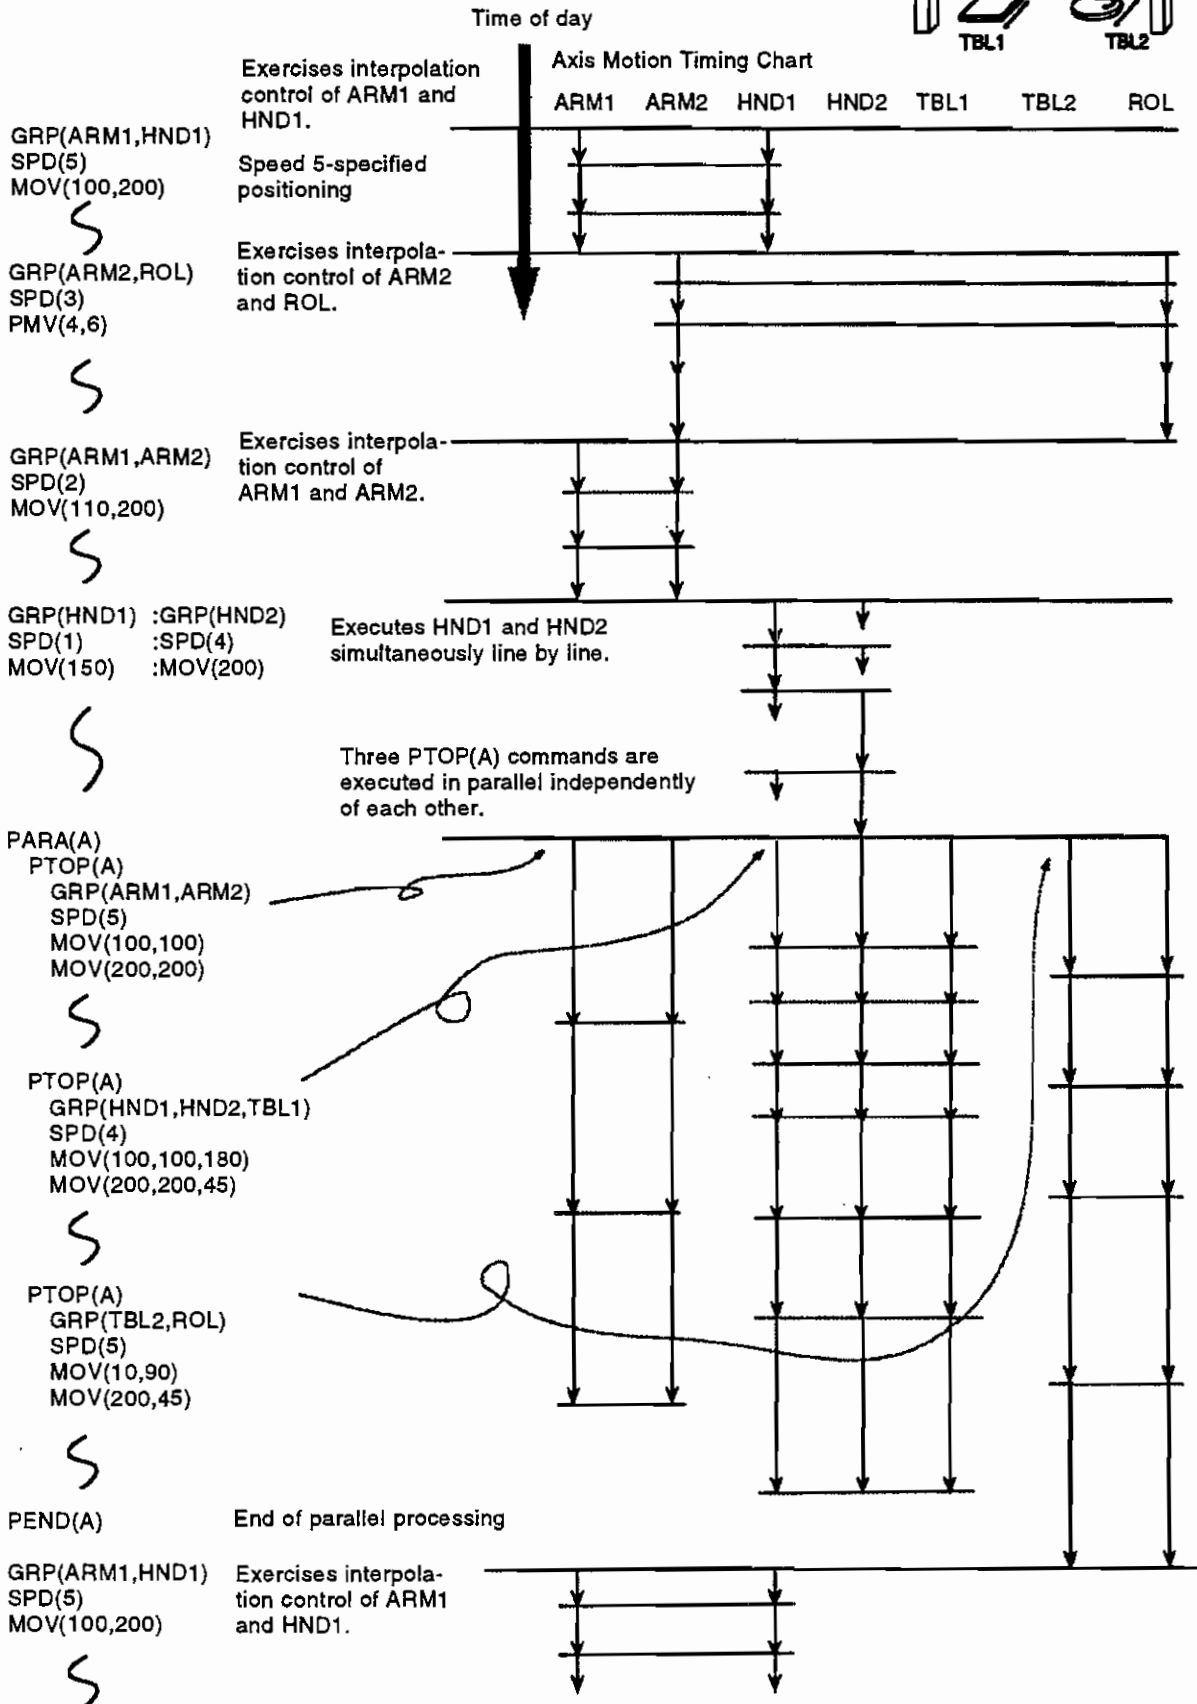 Time of day
TBL1 TBL2
Axis Motion Timing Chart
ARM1 ARM2 HND1 HND2 TBL1 TBL2 ROL
Exercises interpolation
control of ARM1 and
HND1.
GRP(ARM1,HND1)
SPD(5)
MOV(100,200)
Speed 5-specified
positioning
Exercises interpola-
tion control of ARM2
and ROL.
GRP(ARM2,ROL)
SPD(3)
PMV(4,6)
Exercises interpola-
tion control of
ARM1 and ARM2.
GRP(ARM1,ARM2)
SPD(2)
MOV(110,200)
GRP(HND1) :GRP(HND2)
SPD(1) :SPD(4)
MOV(150) :MOV(200)
Executes HND1 and HND2
simultaneously line by line.
Three PTOP(A) commands are
executed in parallel independently
of each other.
PARA(A)
PTOP(A)
GRP(ARM1,ARM2)
SPD(5)
MOV(100,100)
MOV(200,200)
PTOP(A)
GRP(HND1,HND2,TBL1)
SPD(4)
MOV(100,100,180)
MOV(200,200,45)
PTOP(A)
GRP(TBL2,ROL)
SPD(5)
MOV(10,90)
MOV(200,45)
PEND(A) End of parallel processing
GRP(ARM1,HND1)
SPD(5)
MOV(100,200)
Exercises interpola-
tion control of ARM1
and HND1.